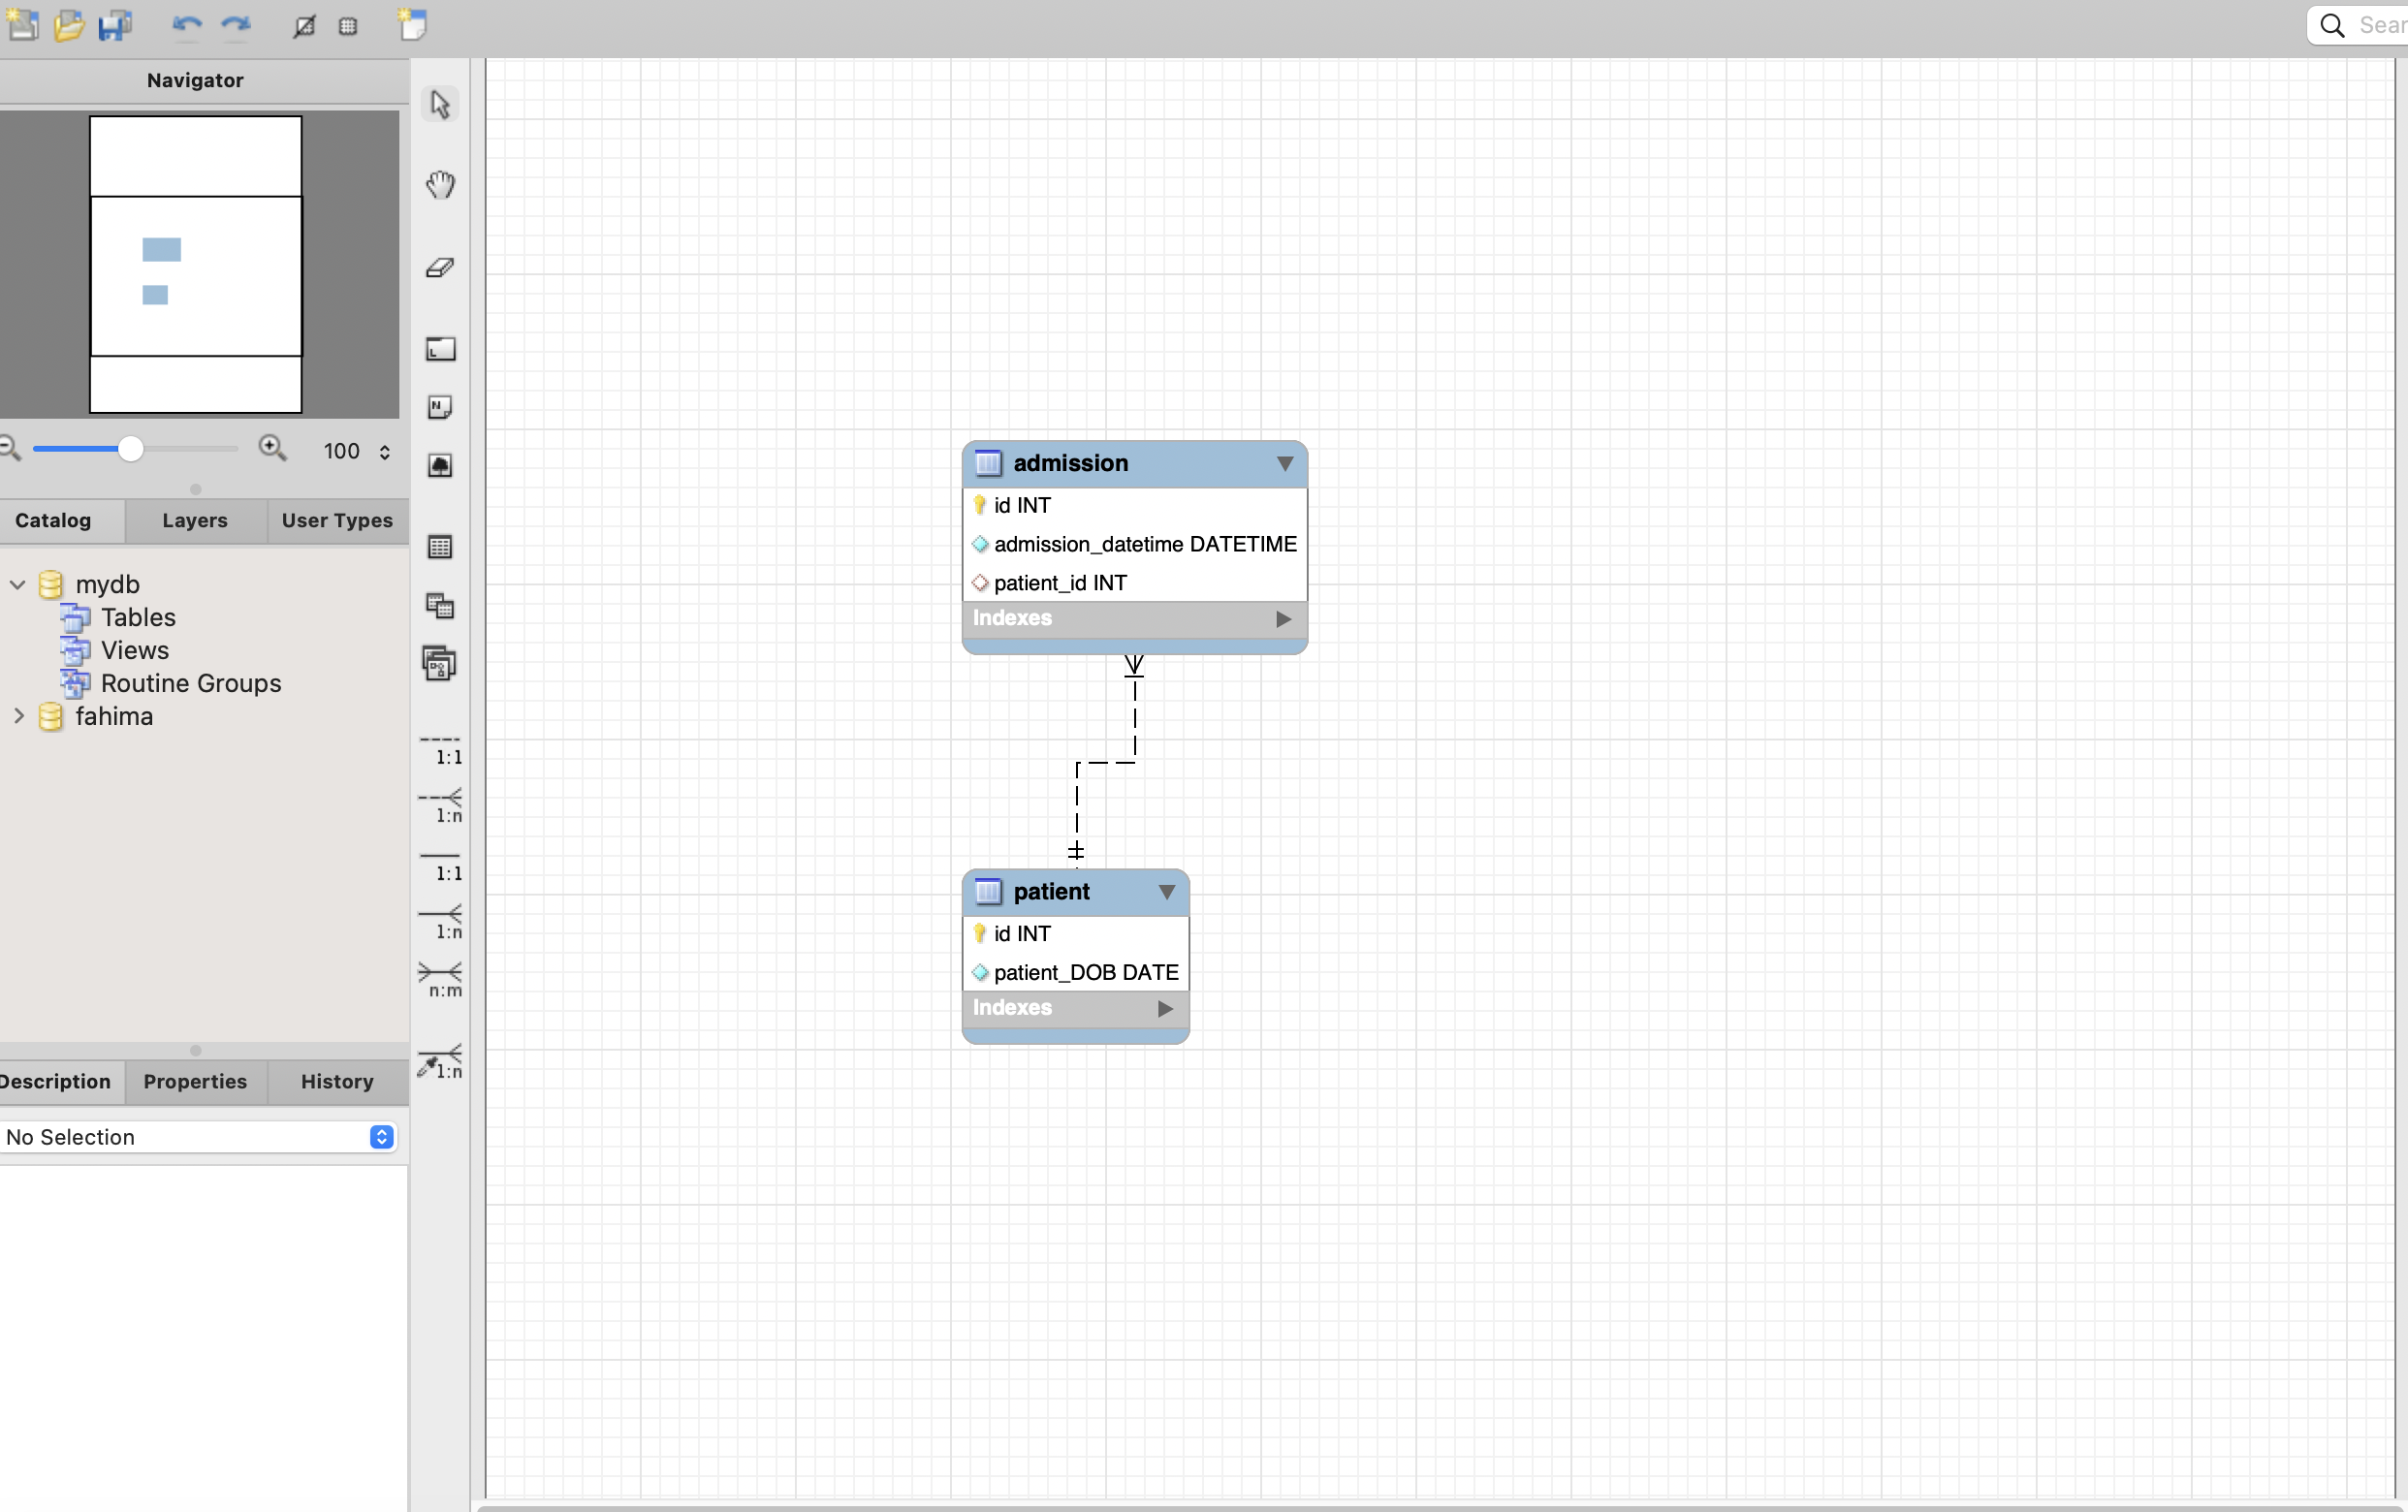 Sear
Navigator
100
Catalog
Layers
User Types
mydb
Tables
Views
Routine Groups
fahima
Description
Properties
History
No Selection
N
1:1
1:n
1:1
1:n
n:m
1:n
admission
id INT
admission_datetime DATETIME
patient_id INT
Indexes
patient
id INT
patient_DOB DATE
Indexes